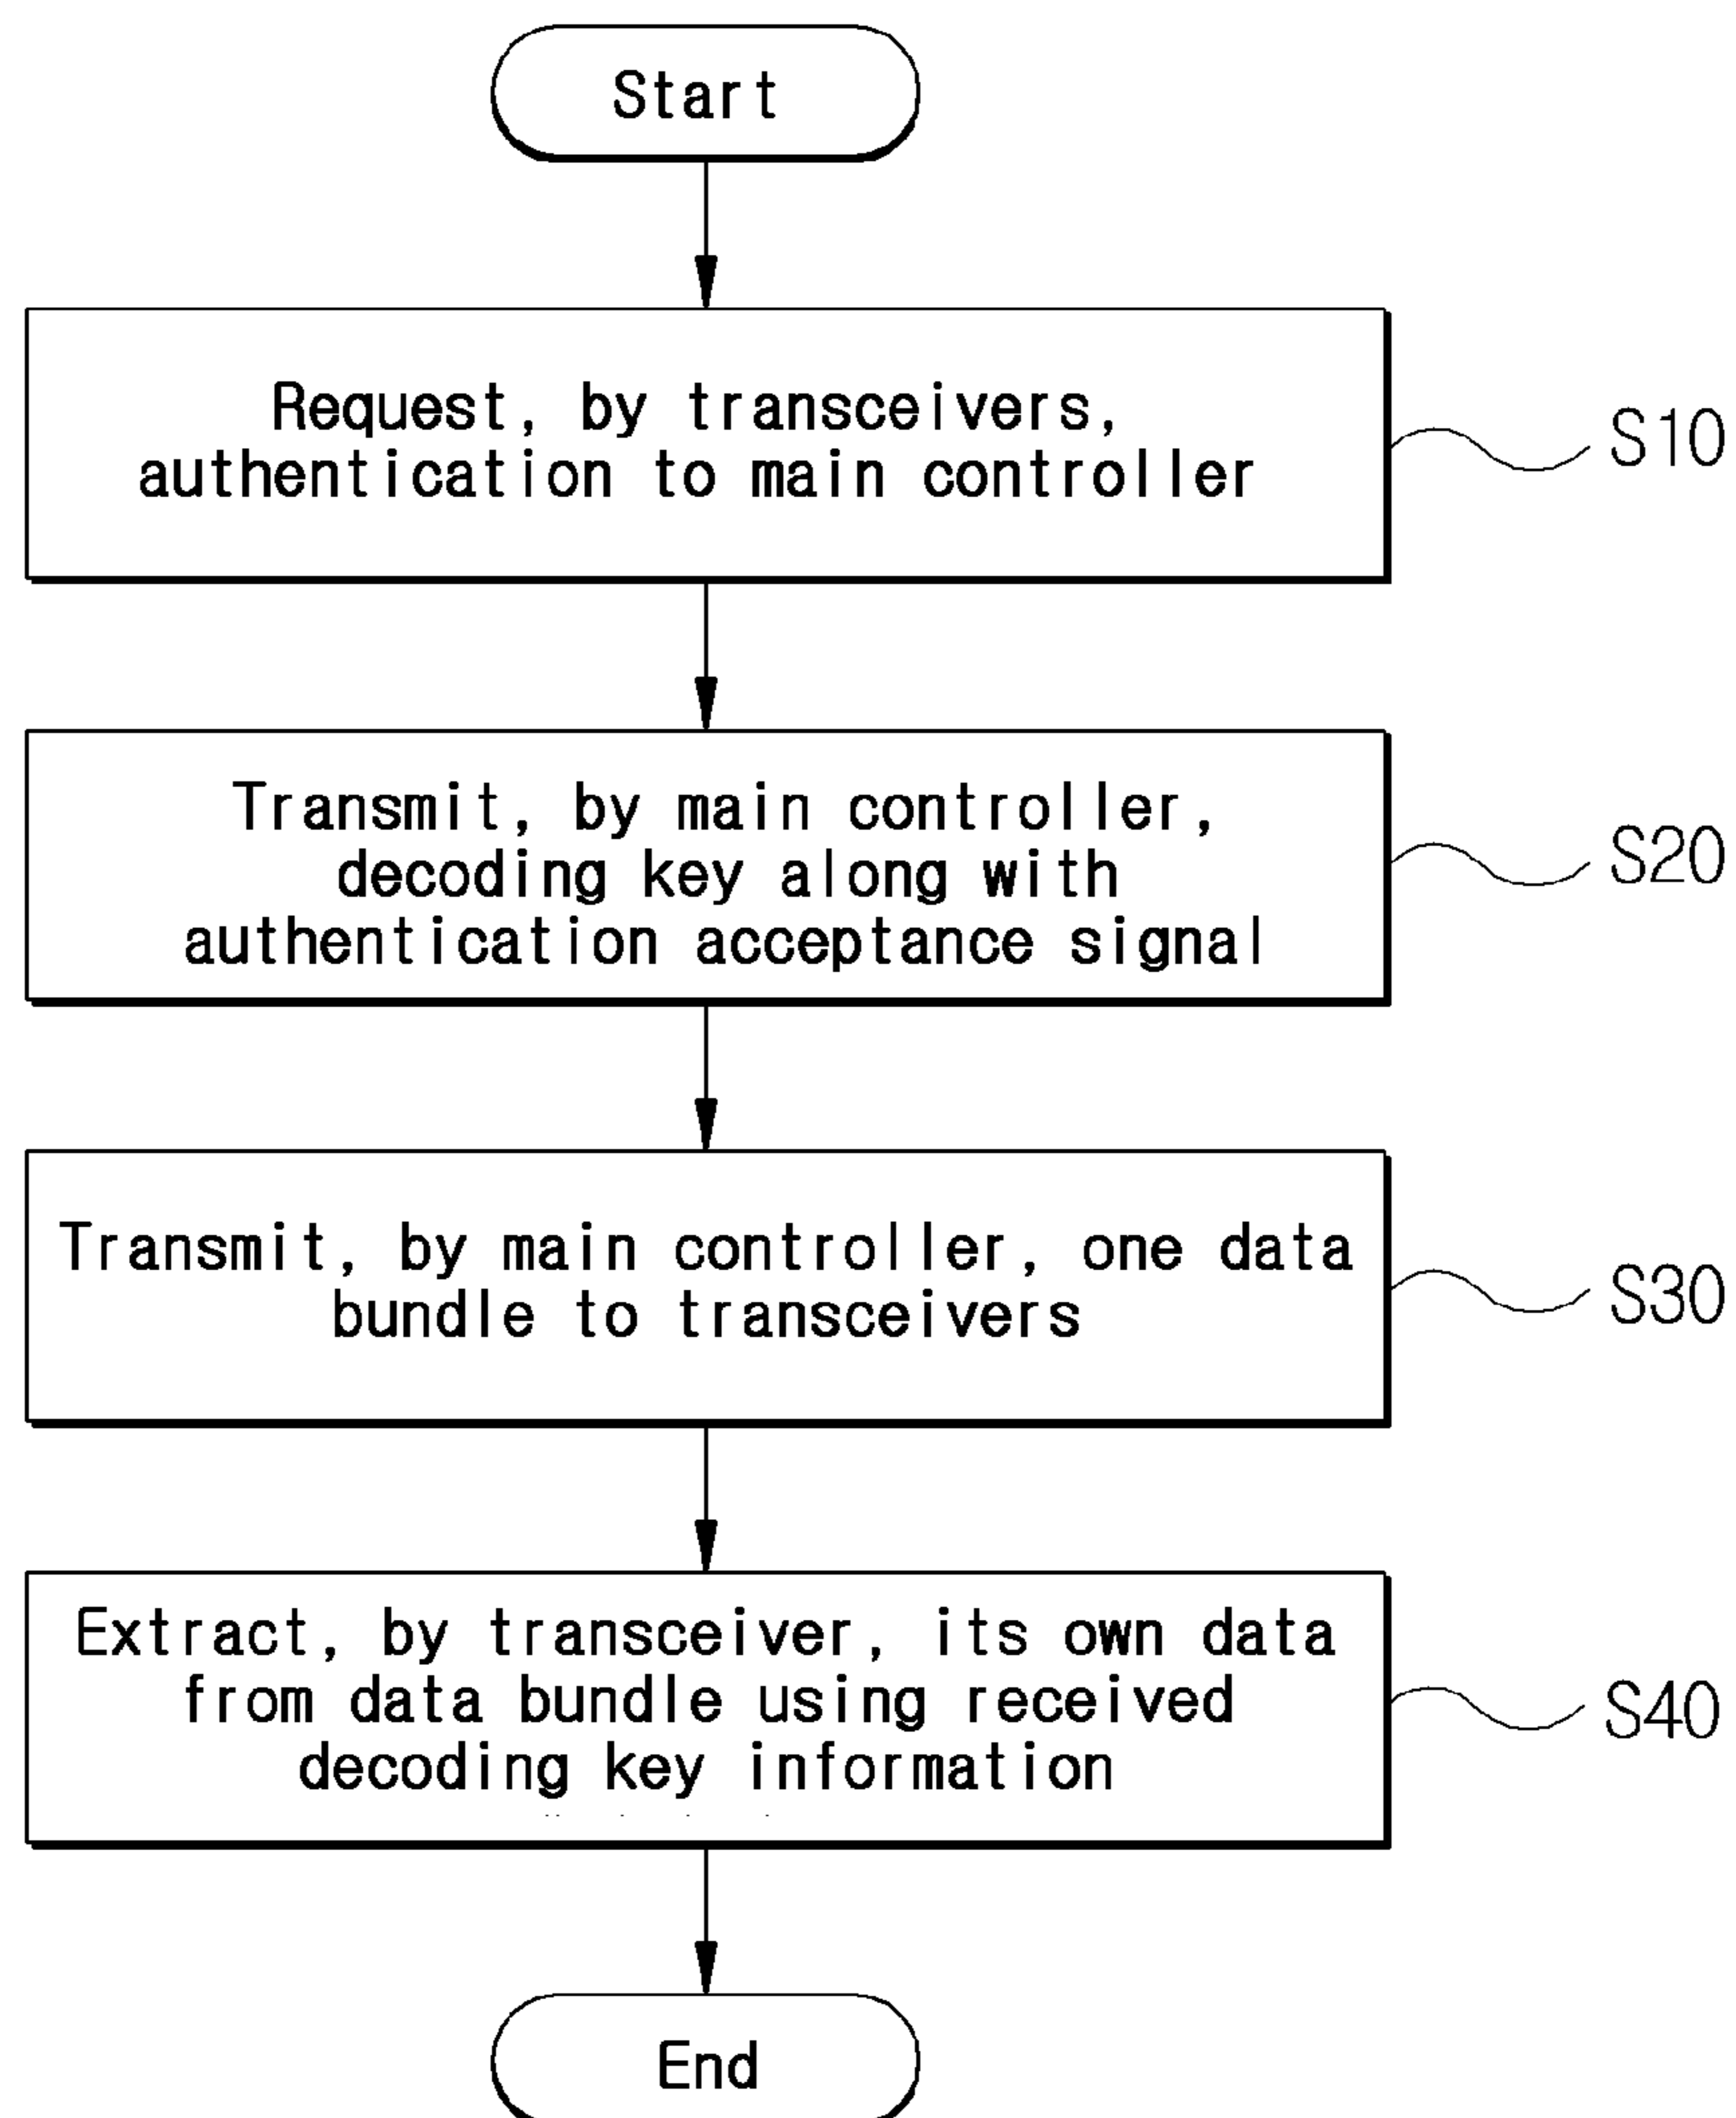 Start
Request, by transceivers,
authentication to main controller
S10
Transmit, by main controller,
decoding key along with
authentication acceptance signal
S20
Transmit, by main controller, one data
bundle to transceivers
S30
Extract, by transceiver, its own data
from data bundle using received
decoding key information
S40
End